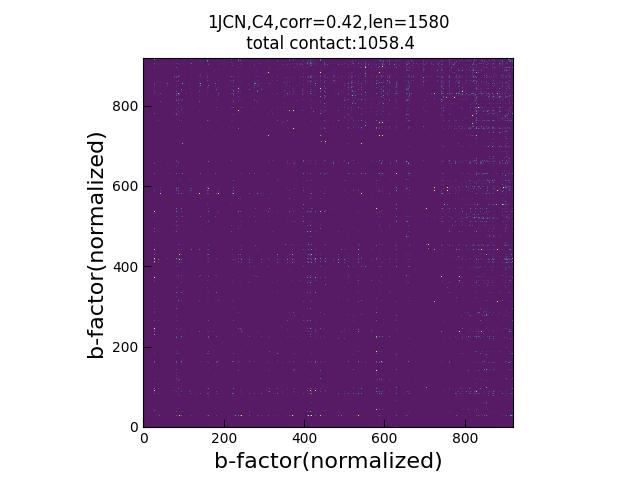 1JCN,C4,corr=0.42,len=1580
total contact:1058.4
b-factor(normalized)
800
600
400
200
0
0 200 400 600 800
b-factor(normalized)